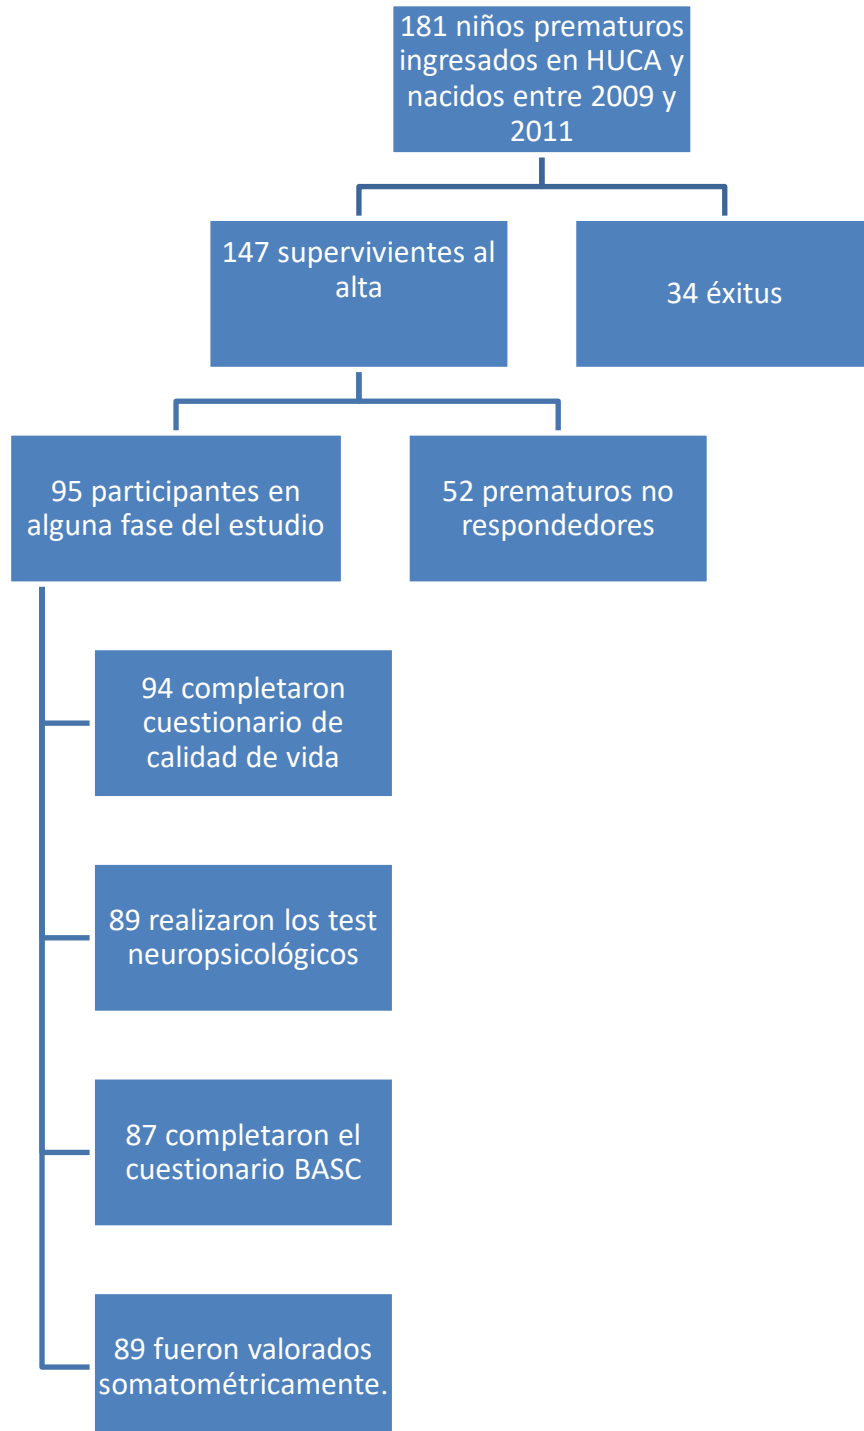 181 niños prematuros
ingresados en HUCA y
nacidos entre 2009 y
2011
147 supervivientes al
alta
34 éxitus
95 participantes en
alguna fase del estudio
52 prematuros no
respondedores
94 completaron
cuestionario de
calidad de vida
89 realizaron los test
neuropsicológicos
87 completaron el
cuestionario BASC
89 fueron valorados
somatométricamente.